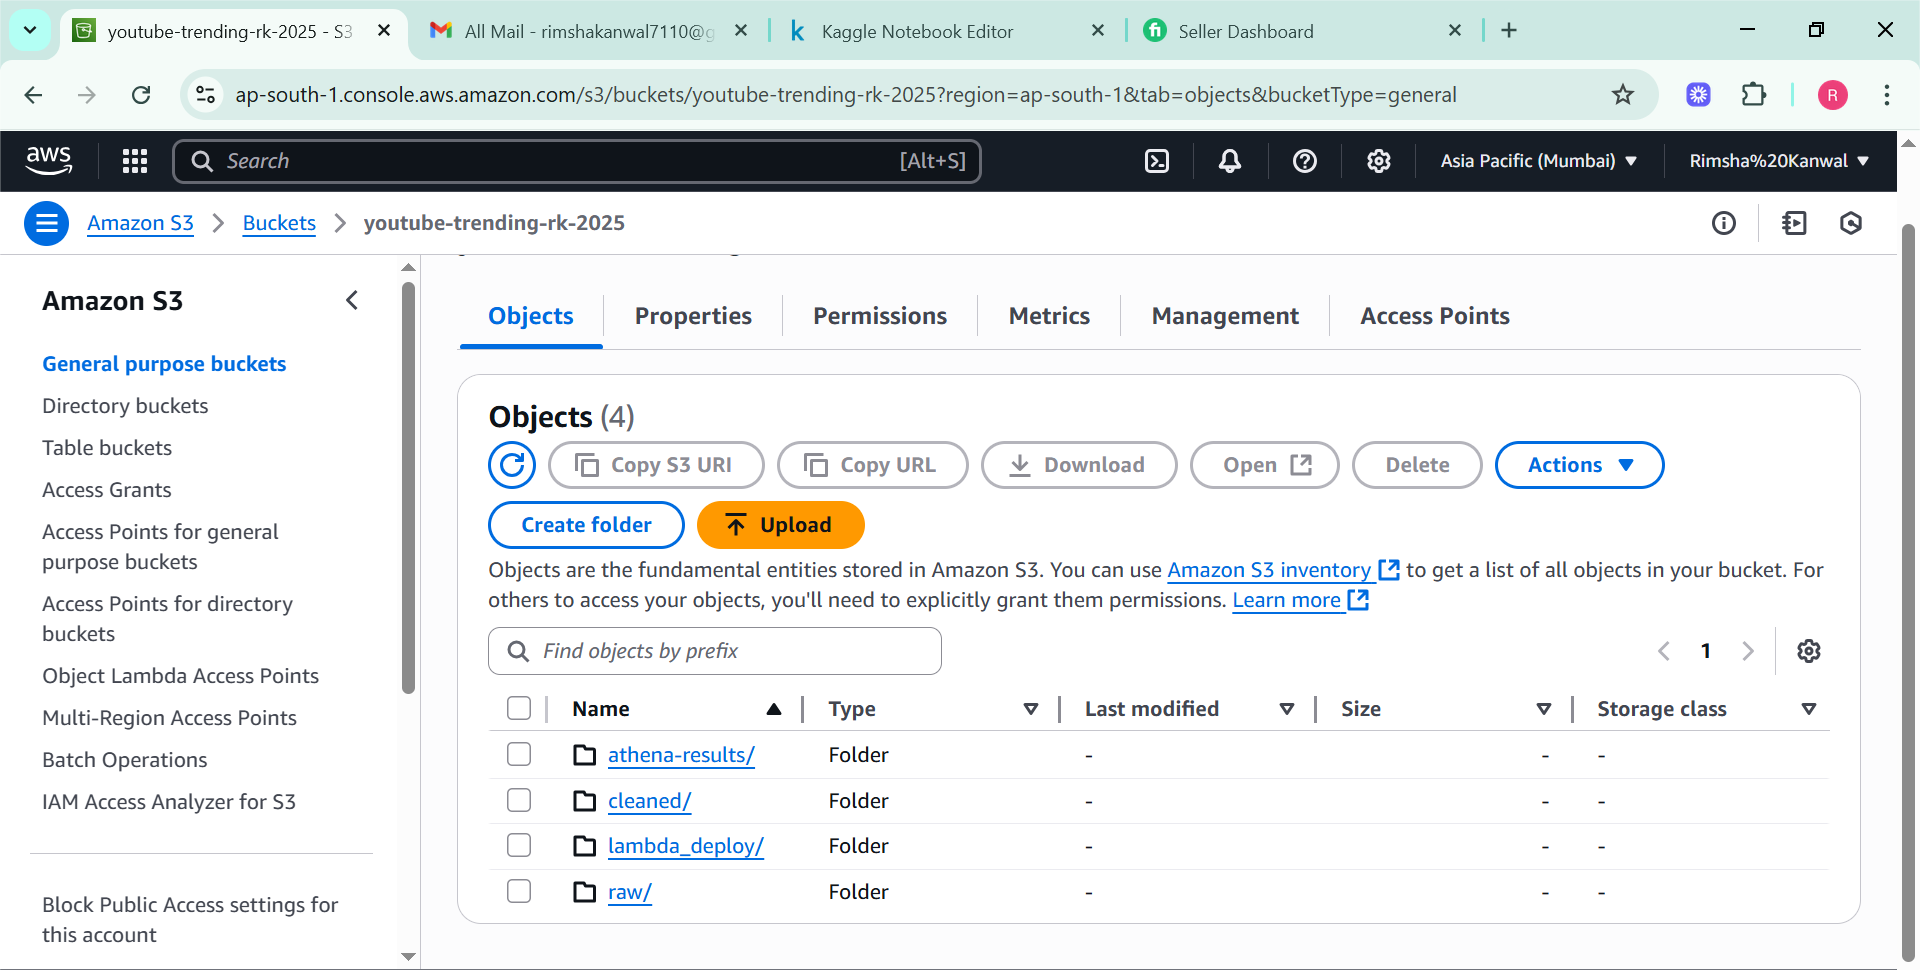 youtube-trending-rk-2025 - S3
All Mail - rimshakanwal7110@g
Kaggle Notebook Editor
Seller Dashboard
ap-south-1.console.aws.amazon.com/s3/buckets/youtube-trending-rk-2025?region=ap-south-1&tab=objects&bucketType=general
R
aws
Search
[Alt+S]
Asia Pacific (Mumbai)
Rimsha%20Kanwal
Amazon S3
Buckets
youtube-trending-rk-2025
Amazon S3
General purpose buckets
Directory buckets
Table buckets
Access Grants
Access Points for general
purpose buckets
Access Points for directory
buckets
Object Lambda Access Points
Multi-Region Access Points
Batch Operations
IAM Access Analyzer for S3
Block Public Access settings for
this account
Objects
Properties
Permissions
Metrics
Management
Access Points
Objects (4)
Copy S3 URI
Copy URL
Download
Open
Delete
Actions
Create folder
Upload
Objects are the fundamental entities stored in Amazon S3. You can use Amazon S3 inventory to get a list of all objects in your bucket. For
others to access your objects, you'll need to explicitly grant them permissions. Learn more
Find objects by prefix
1
Name Type Last modified Size Storage class
athena-results/ Folder - - -
cleaned/ Folder - - -
lambda_deploy/ Folder - - -
raw/ Folder - - -